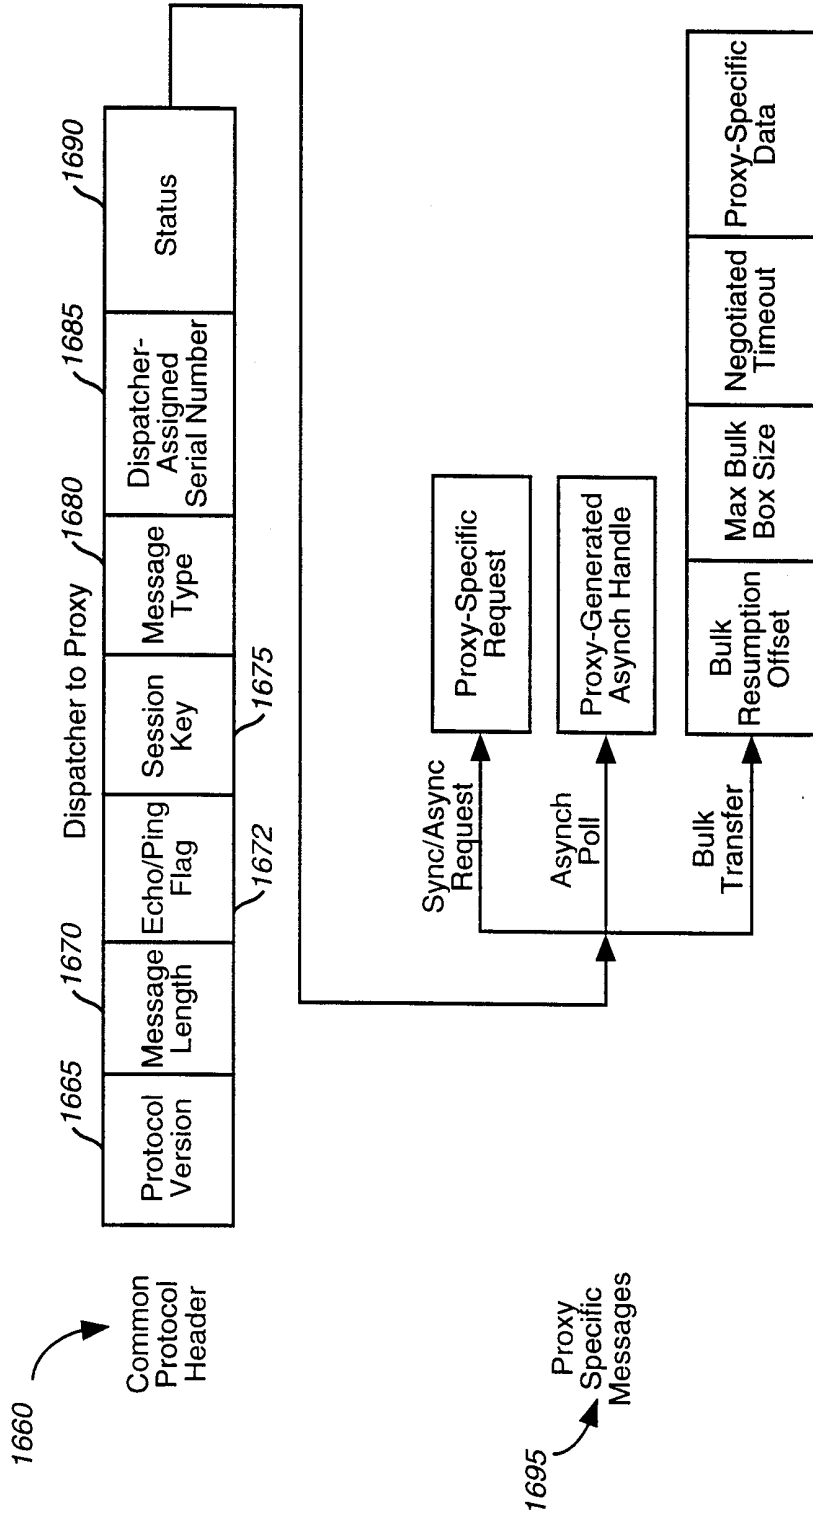 Dispatcher to Proxy
1660
Common
Protocol
Header
1665
1670
1680
1685
1690
Protocol
Version
Message
Length
Echo/Ping
Flag
Session
Key
Message
Type
Dispatcher-
Assigned
Serial Number
Status
1672
1675
1695
Proxy
Specific
Messages
Sync/Async
Request
Proxy-Specific
Request
Asynch
Poll
Proxy-Generated
Asynch Handle
Bulk
Transfer
Bulk
Resumption
Offset
Max Bulk
Box Size
Negotiated
Timeout
Proxy-Specific
Data